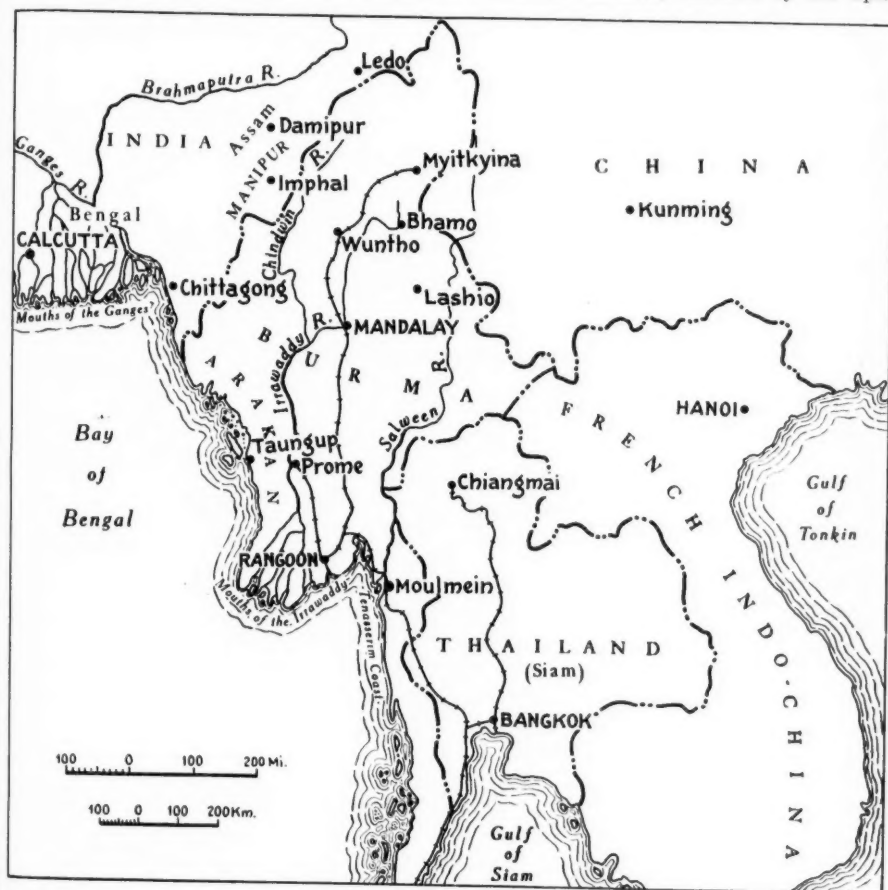 Ledo
Brahmaputra R.
Assam
Damipur
INDIA
MANIPUR
R.
Ganges R.
Myitkyina
CHINA
Imphal
Bengal
Kunming
Bhamo
CALCUTTA
Wuntho
Chindwin
Chittagong
Lashio
Mouths of the Ganges
MANDALAY
Irrawaddy R.
BURMA
ARAKAN
Salween R.
FRENCH INDO-CHINA
HANOI
Bay
of
Bengal
Taungup
Prome
Chiangmai
Gulf
of
Tonkin
RANGOON
Moulmein
Mouths of the Irrawaddy
Tenasserim Coast
THAILAND
(Siam)
BANGKOK
100 0 100 200 Mi.
100 0 100 200 Km.
Gulf
of
Siam